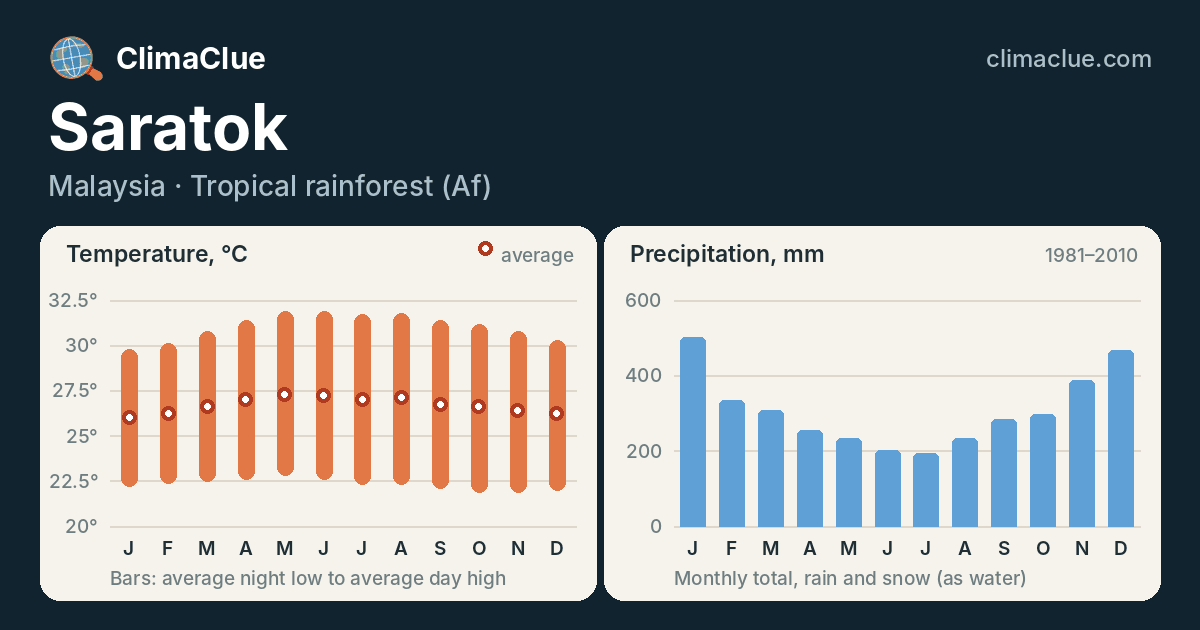 ClimaClue
climaclue.com
Saratok
Malaysia · Tropical rainforest (Af)
Temperature, °C
average
32.5°
30°
27.5°
25°
22.5°
20°
J F M A M J J A S O N D
Bars: average night low to average day high
Precipitation, mm
1981–2010
600
400
200
0
J F M A M J J A S O N D
Monthly total, rain and snow (as water)